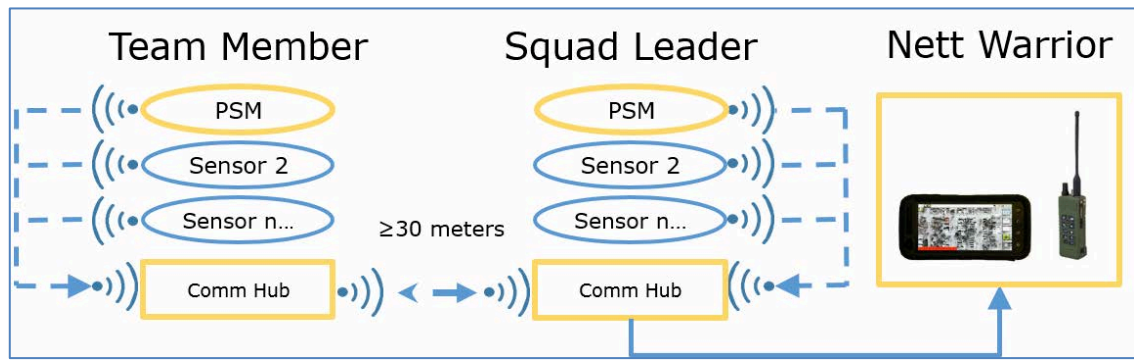 Team Member
Squad Leader
Nett Warrior
PSM
PSM
Sensor 2
Sensor 2
Sensor n...
Sensor n...
≥30 meters
Comm Hub
Comm Hub